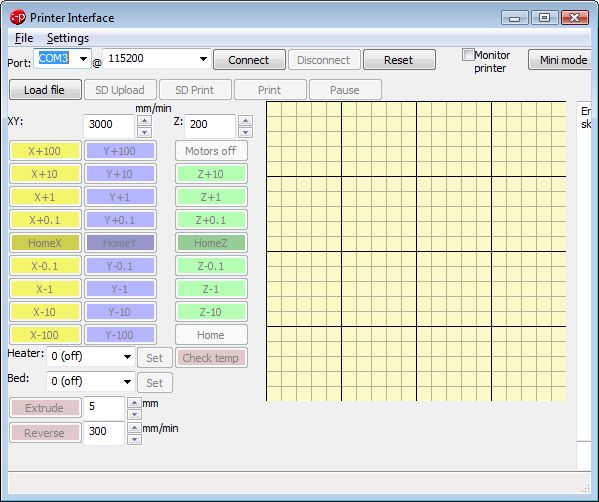 Printer Interface
File Settings
Port: COM3 @ 115200 Connect Disconnect Reset Monitor printer Mini mode
Load file SD Upload SD Print Print Pause
mm/min
XY: 3000 Z: 200
X+100 Y+100 Motors off
X+10 Y+10 Z+10
X+1 Y+1 Z+1
X+0.1 Y+0.1 Z+0.1
HomeX HomeY HomeZ
X-0.1 Y-0.1 Z-0.1
X-1 Y-1 Z-1
X-10 Y-10 Z-10
X-100 Y-100 Home
Heater: 0 (off) Set Check temp
Bed: 0 (off) Set
Extrude 5 mm
Reverse 300 mm/min